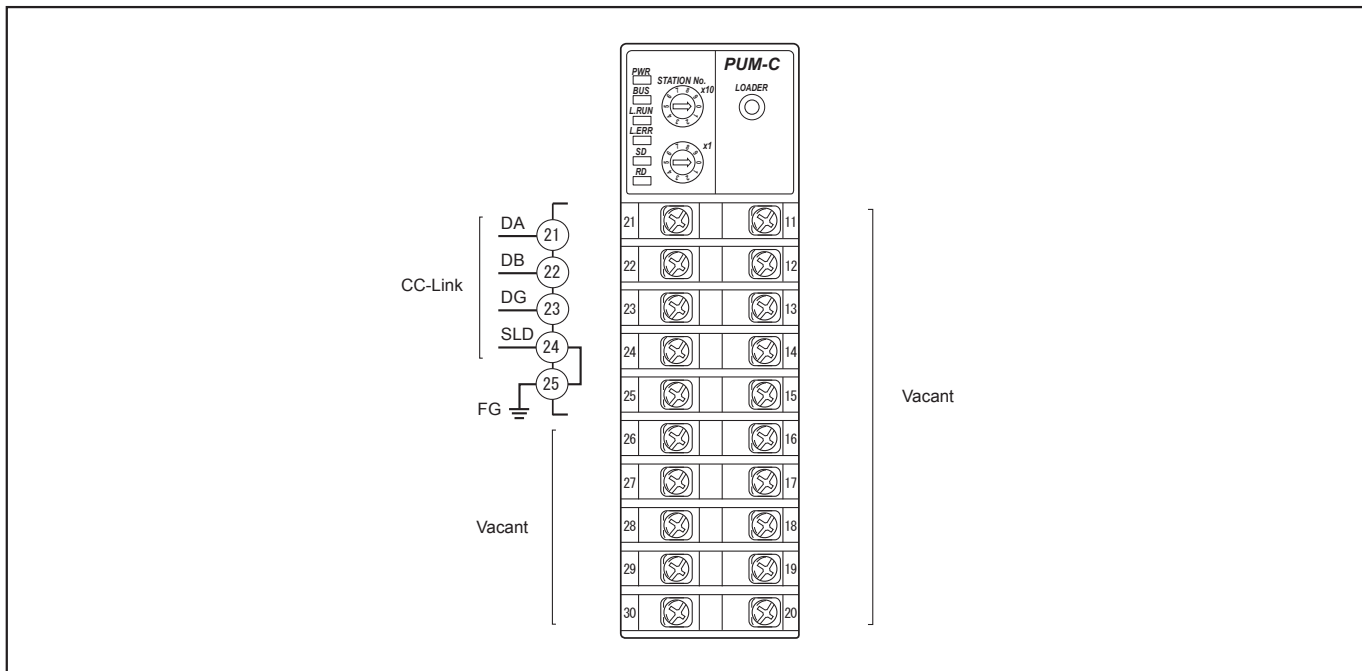 PUM-C
PWR
STATION No.
LOADER
BUS
x10
L.RUN
L.ERR
x1
SD
RD
CC-Link
DA 21
DB 22
DG 23
SLD 24
25
FG
Vacant
21 11
22 12
23 13
24 14
25 15
26 16
27 17
28 18
29 19
30 20
Vacant